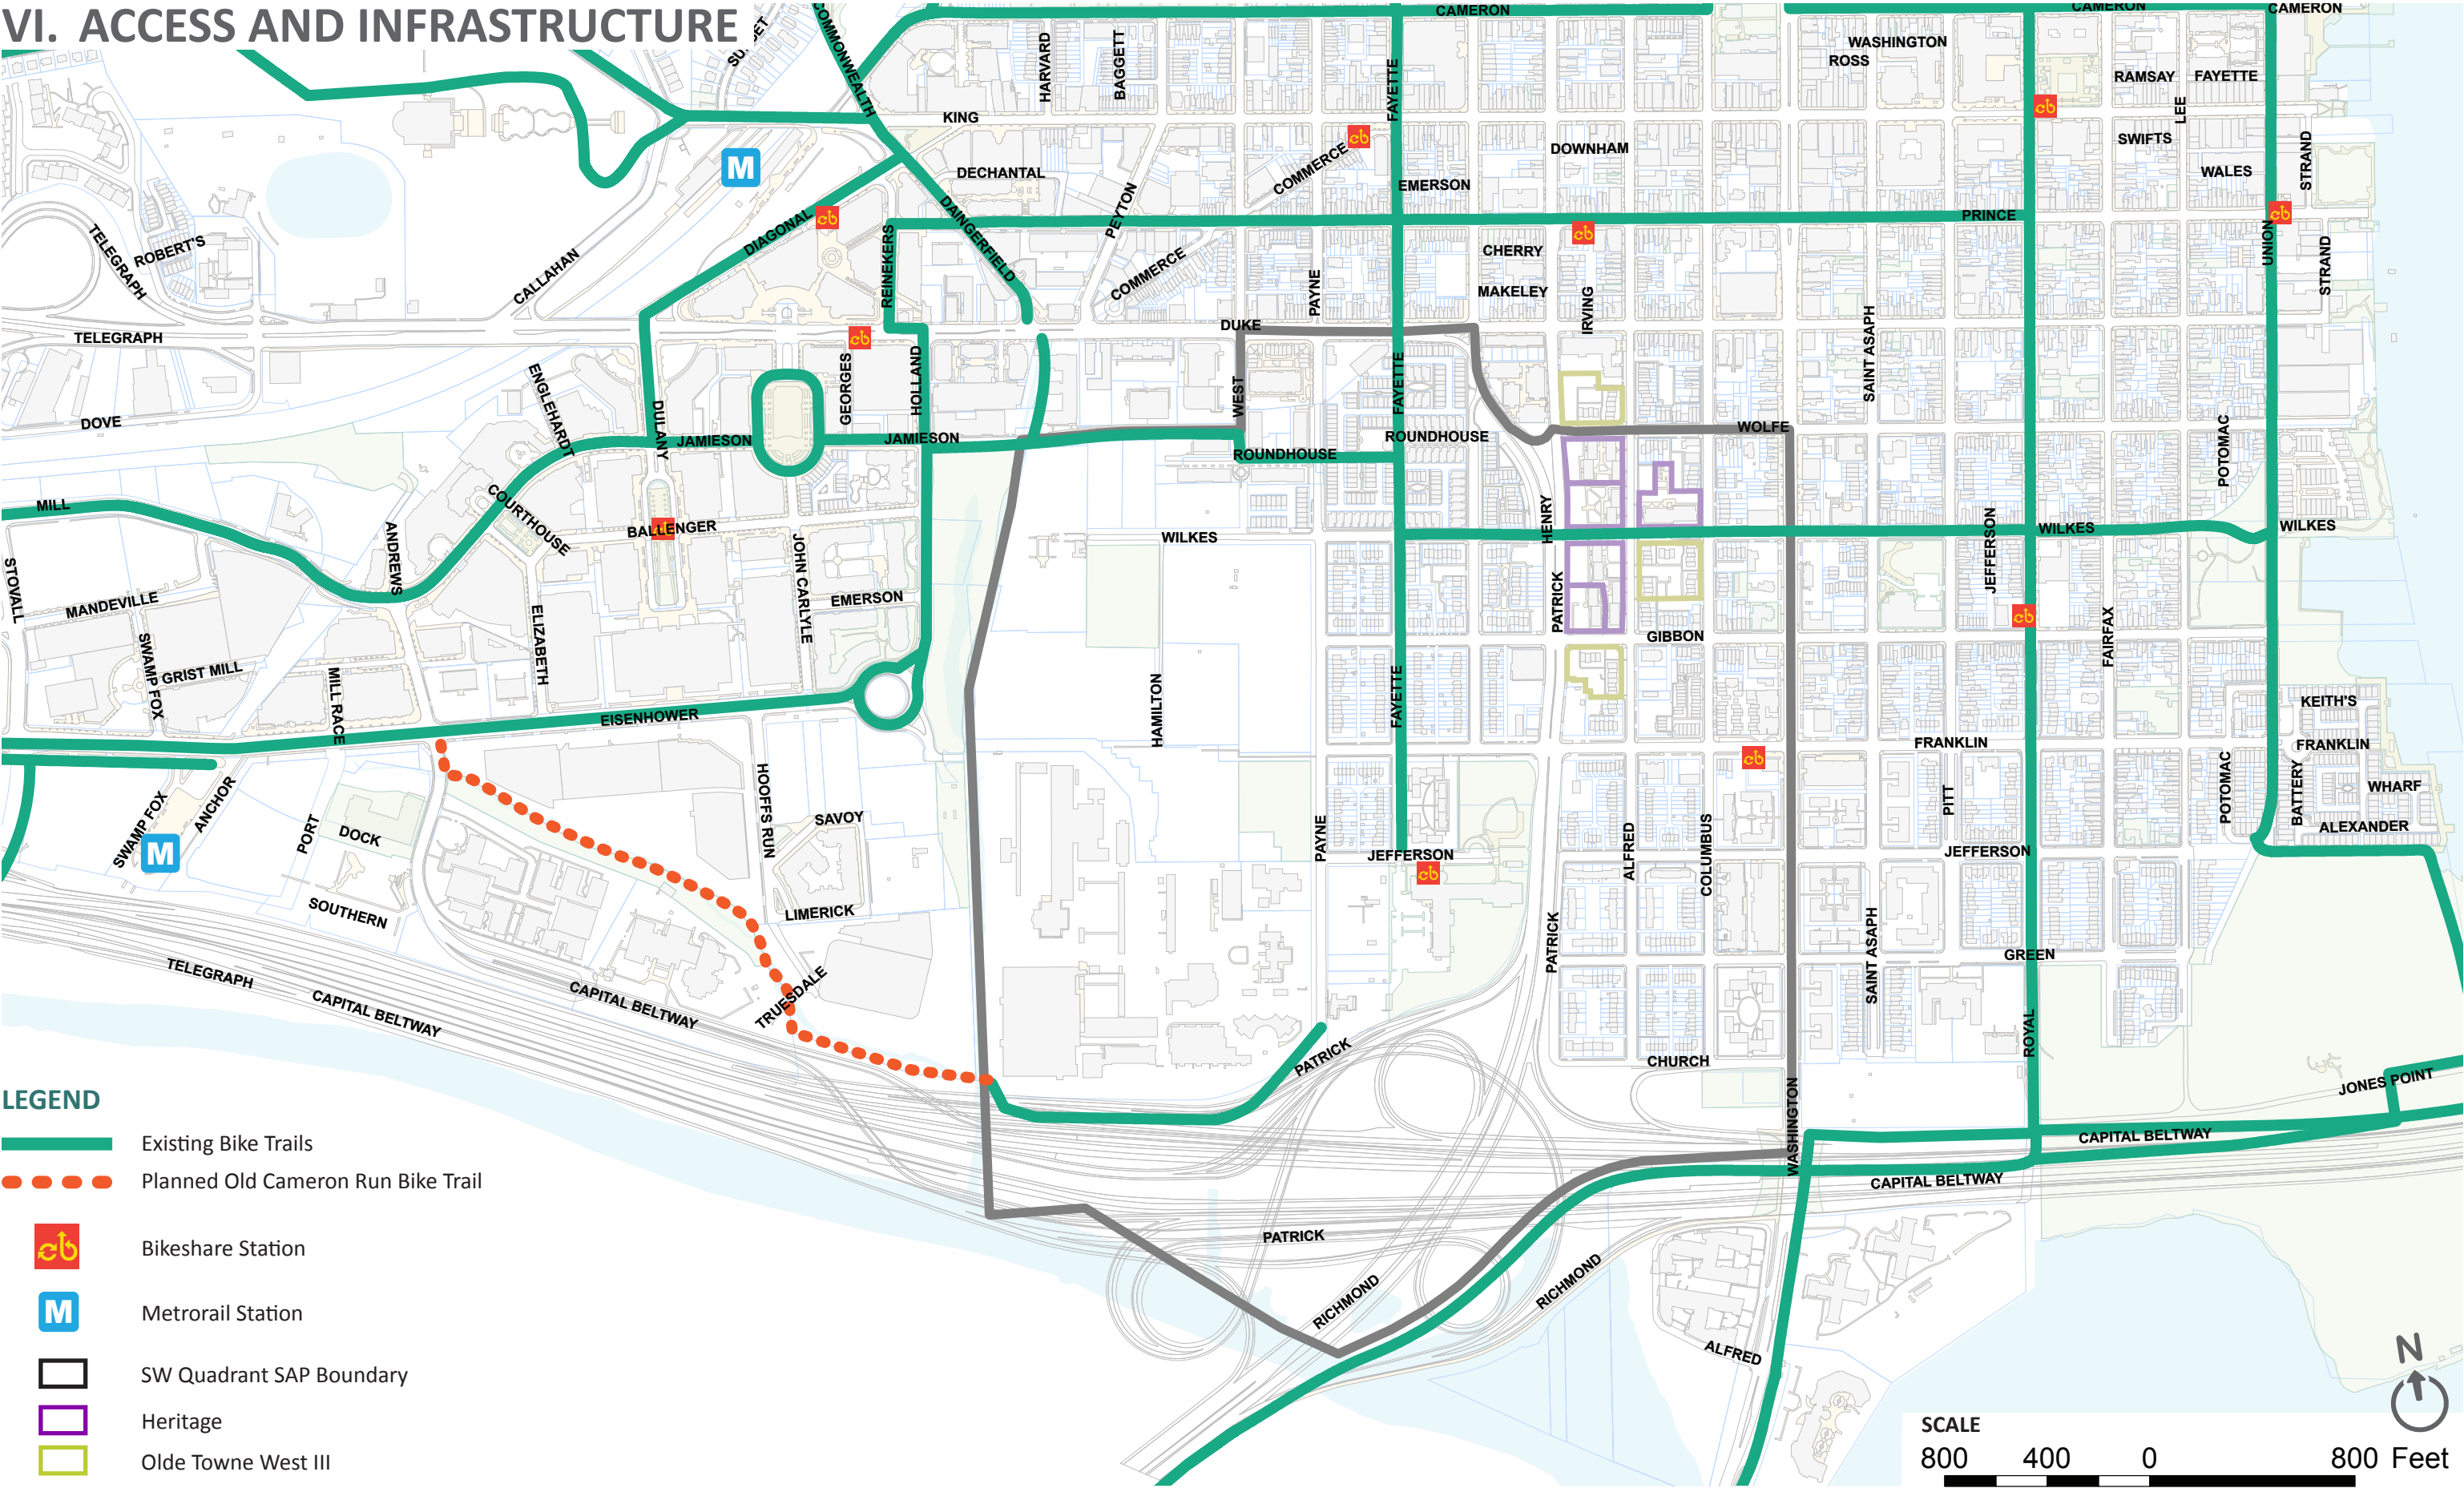 VI. ACCESS AND INFRASTRUCTURE
COMMONWEALTH
CAMERON
CAMERON
CAMERON
HARVARD
BAGGETT
FAYETTE
WASHINGTON
ROSS
RAMSAY
FAYETTE
LEE
KING
DOWNHAM
SWIFTS
STRAND
M
DECHANTAL
COMMERCE
EMERSON
WALES
PEYTON
DIAGONAL
DAINGERFIELD
PRINCE
TELEGRAPH
ROBERT'S
CALLAHAN
REINEKERS
COMMERCE
CHERRY
UNION
STRAND
PAYNE
MAKELEY
IRVING
SAINT ASAPH
TELEGRAPH
DUKE
ENGLEHARDT
GEORGES
HOLLAND
WEST
FAYETTE
DOVE
DULANY
JAMIESON
JAMIESON
ROUNDHOUSE
ROUNDHOUSE
WOLFE
POTOMAC
MILL
COURTHOUSE
ANDREWS
BALLENGER
JOHN CARLYLE
WILKES
HENRY
JEFFERSON
WILKES
WILKES
STOVALL
MANDEVILLE
EMERSON
ELIZABETH
PATRICK
GIBBON
FAIRFAX
SWAMP FOX
GRIST MILL
MILL RACE
EISENHOWER
HAMILTON
FAYETTE
KEITH'S
FRANKLIN
FRANKLIN
SWAMP FOX
ANCHOR
PORT
DOCK
HOOFFS RUN
SAVOY
PAYNE
JEFFERSON
ALFRED
COLUMBUS
PITT
JEFFERSON
POTOMAC
BATTERY
WHARF
ALEXANDER
M
SOUTHERN
LIMERICK
PATRICK
SAINT ASAPH
GREEN
TELEGRAPH
CAPITAL BELTWAY
CAPITAL BELTWAY
TRUESDALE
PATRICK
CHURCH
ROYAL
JONES POINT
WASHINGTON
CAPITAL BELTWAY
CAPITAL BELTWAY
PATRICK
RICHMOND
RICHMOND
ALFRED
LEGEND
Existing Bike Trails
Planned Old Cameron Run Bike Trail
Bikeshare Station
M
Metrorail Station
SW Quadrant SAP Boundary
Heritage
Olde Towne West III
N
SCALE
800 400 0 800 Feet